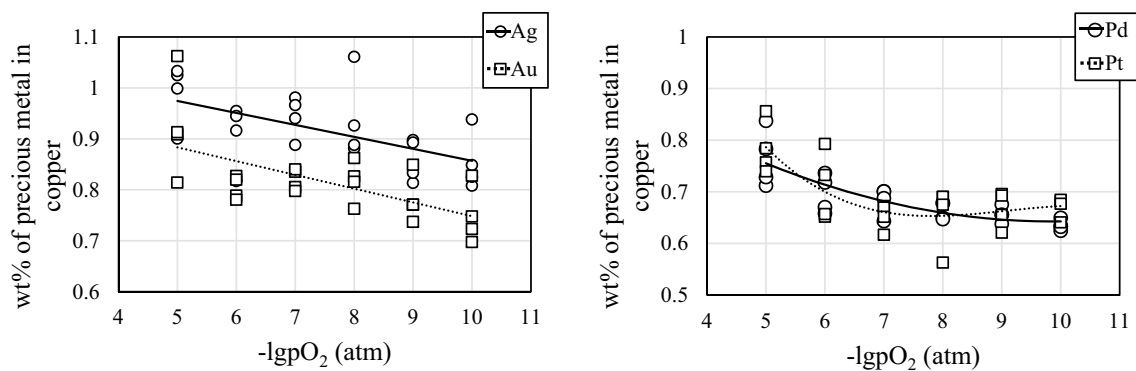 wt% of precious metal in
copper
1.1
1
0.9
0.8
0.7
0.6
4 5 6 7 8 9 10 11
-lgpO₂ (atm)
Ag
Au
wt% of precious metal in
copper
1
0.9
0.8
0.7
0.6
0.5
4 5 6 7 8 9 10 11
-lgpO₂ (atm)
Pd
Pt